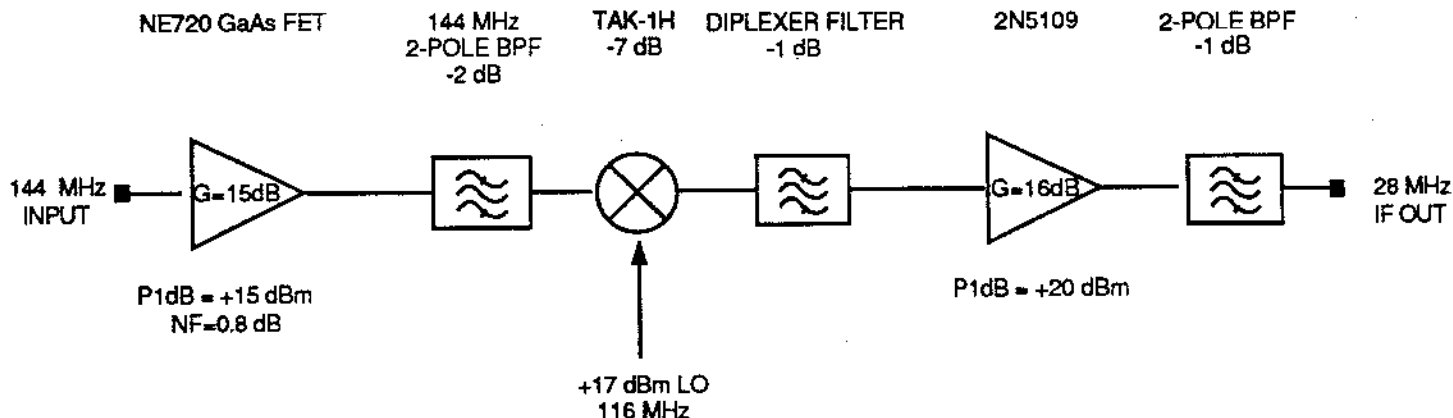 NE720 GaAs FET
144 MHz
2-POLE BPF
-2 dB
TAK-1H
-7 dB
DIPLEXER FILTER
-1 dB
2N5109
2-POLE BPF
-1 dB
144 MHz
INPUT
G=15dB
G=16dB
28 MHz
IF OUT
P1dB = +15 dBm
NF=0.8 dB
P1dB = +20 dBm
+17 dBm LO
116 MHz